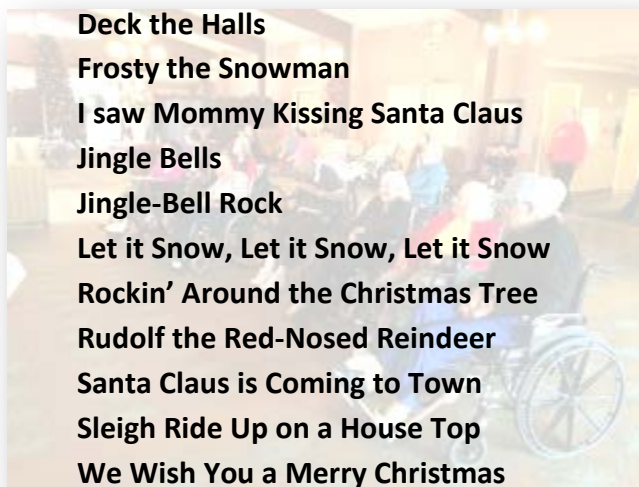 Deck the Halls
Frosty the Snowman
I saw Mommy Kissing Santa Claus
Jingle Bells
Jingle-Bell Rock
Let it Snow, Let it Snow, Let it Snow
Rockin’ Around the Christmas Tree
Rudolf the Red-Nosed Reindeer
Santa Claus is Coming to Town
Sleigh Ride Up on a House Top
We Wish You a Merry Christmas